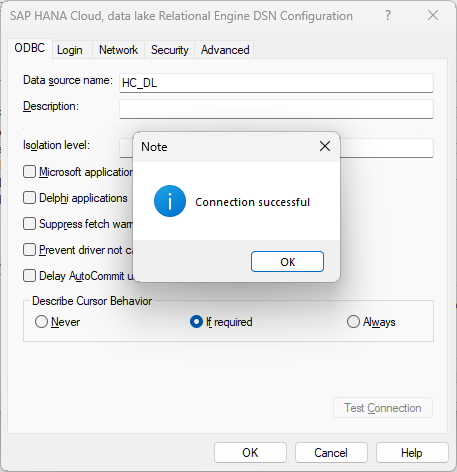 SAP HANA Cloud, data lake Relational Engine DSN Configuration ?
ODBC Login Network Security Advanced
Data source name: HC_DL
Description:
Isolation level:
Note
Microsoft application
Delphi applications
Connection successful
Suppress fetch
Prevent driver not
OK
Delay AutoCommit
Describe Cursor Behavior
Never If required Always
Test Connection
OK Cancel Help